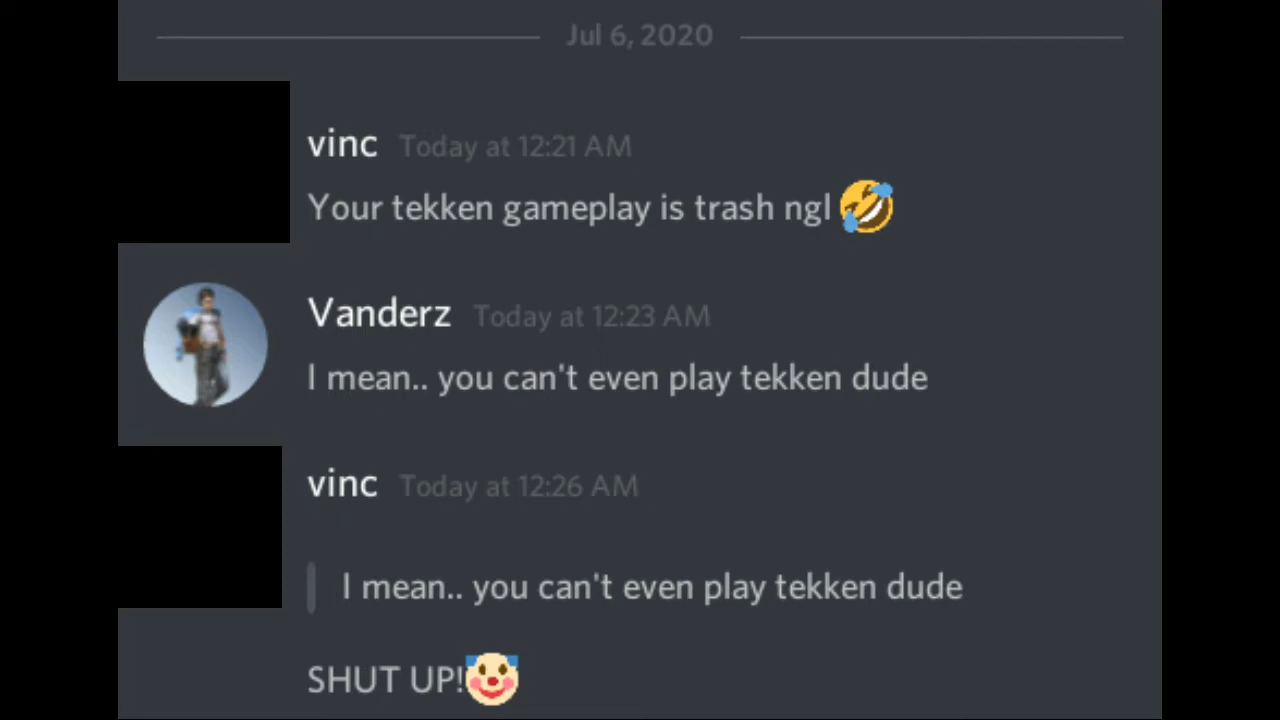 Jul 6, 2020
vinc Today at 12:21 AM
Your tekken gameplay is trash ngl 🤣
Vanderz Today at 12:23 AM
I mean.. you can't even play tekken dude
vinc Today at 12:26 AM
I mean.. you can't even play tekken dude
SHUT UP!🤡